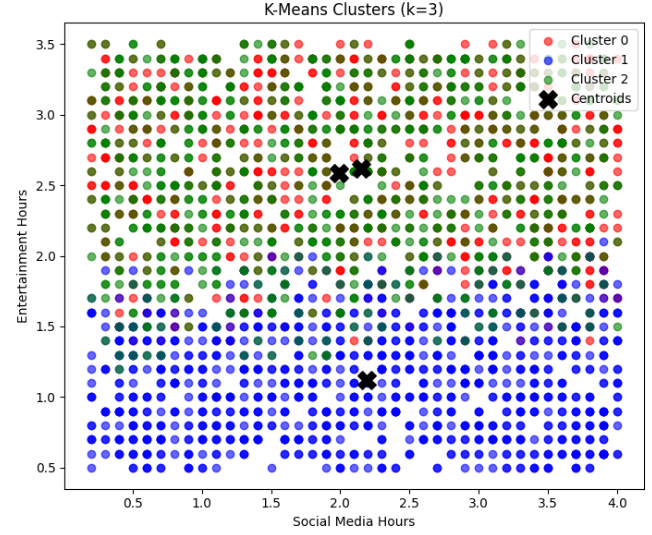 K-Means Clusters (k=3)
Cluster 0
Cluster 1
Cluster 2
Centroids
Entertainment Hours
3.5
3.0
2.5
2.0
1.5
1.0
0.5
0.5 1.0 1.5 2.0 2.5 3.0 3.5 4.0
Social Media Hours